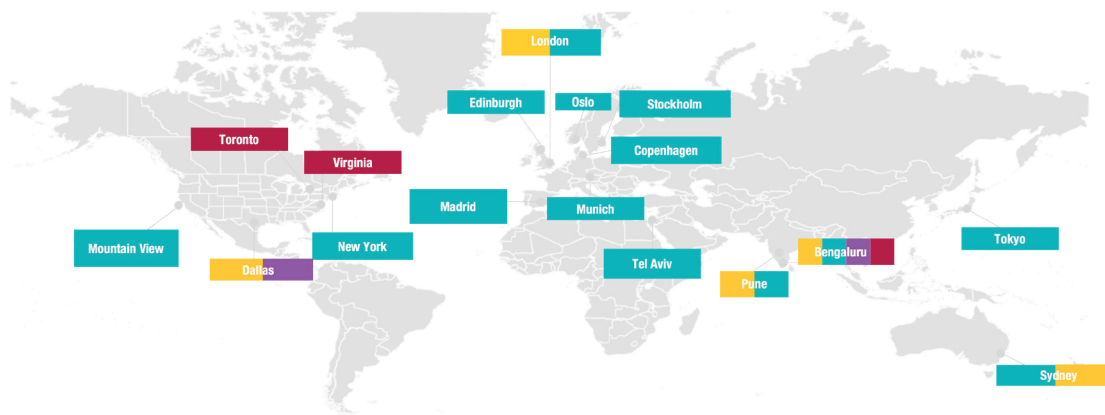 London
Edinburgh
Oslo
Stockholm
Toronto
Copenhagen
Virginia
Madrid
Munich
Mountain View
New York
Tokyo
Dallas
Tel Aviv
Bengaluru
Pune
Sydney